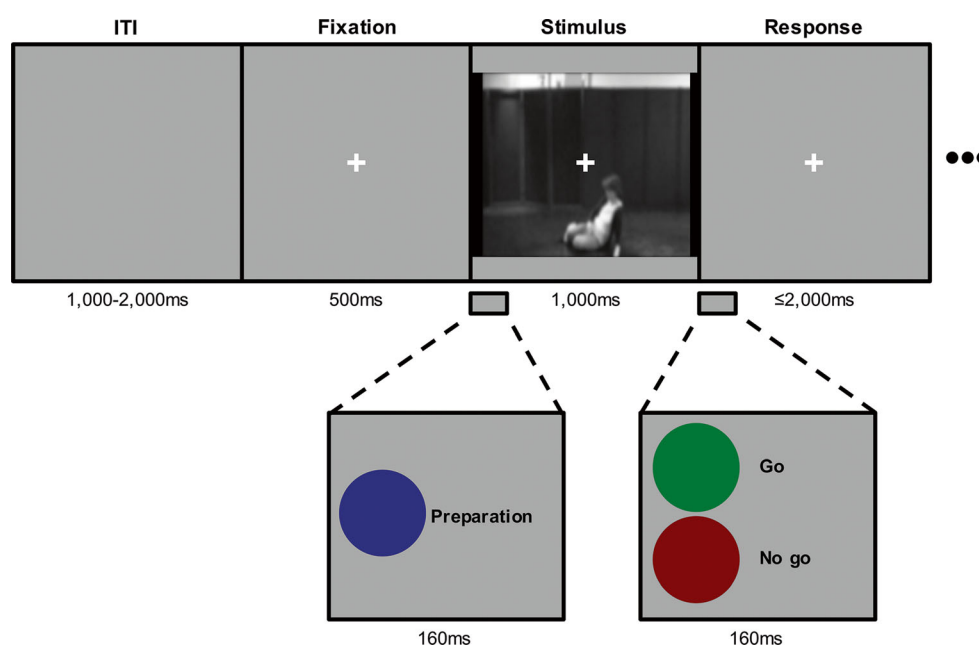 ITI
Fixation
Stimulus
Response
1,000-2,000ms
500ms
1,000ms
≤2,000ms
Preparation
Go
No go
160ms
160ms